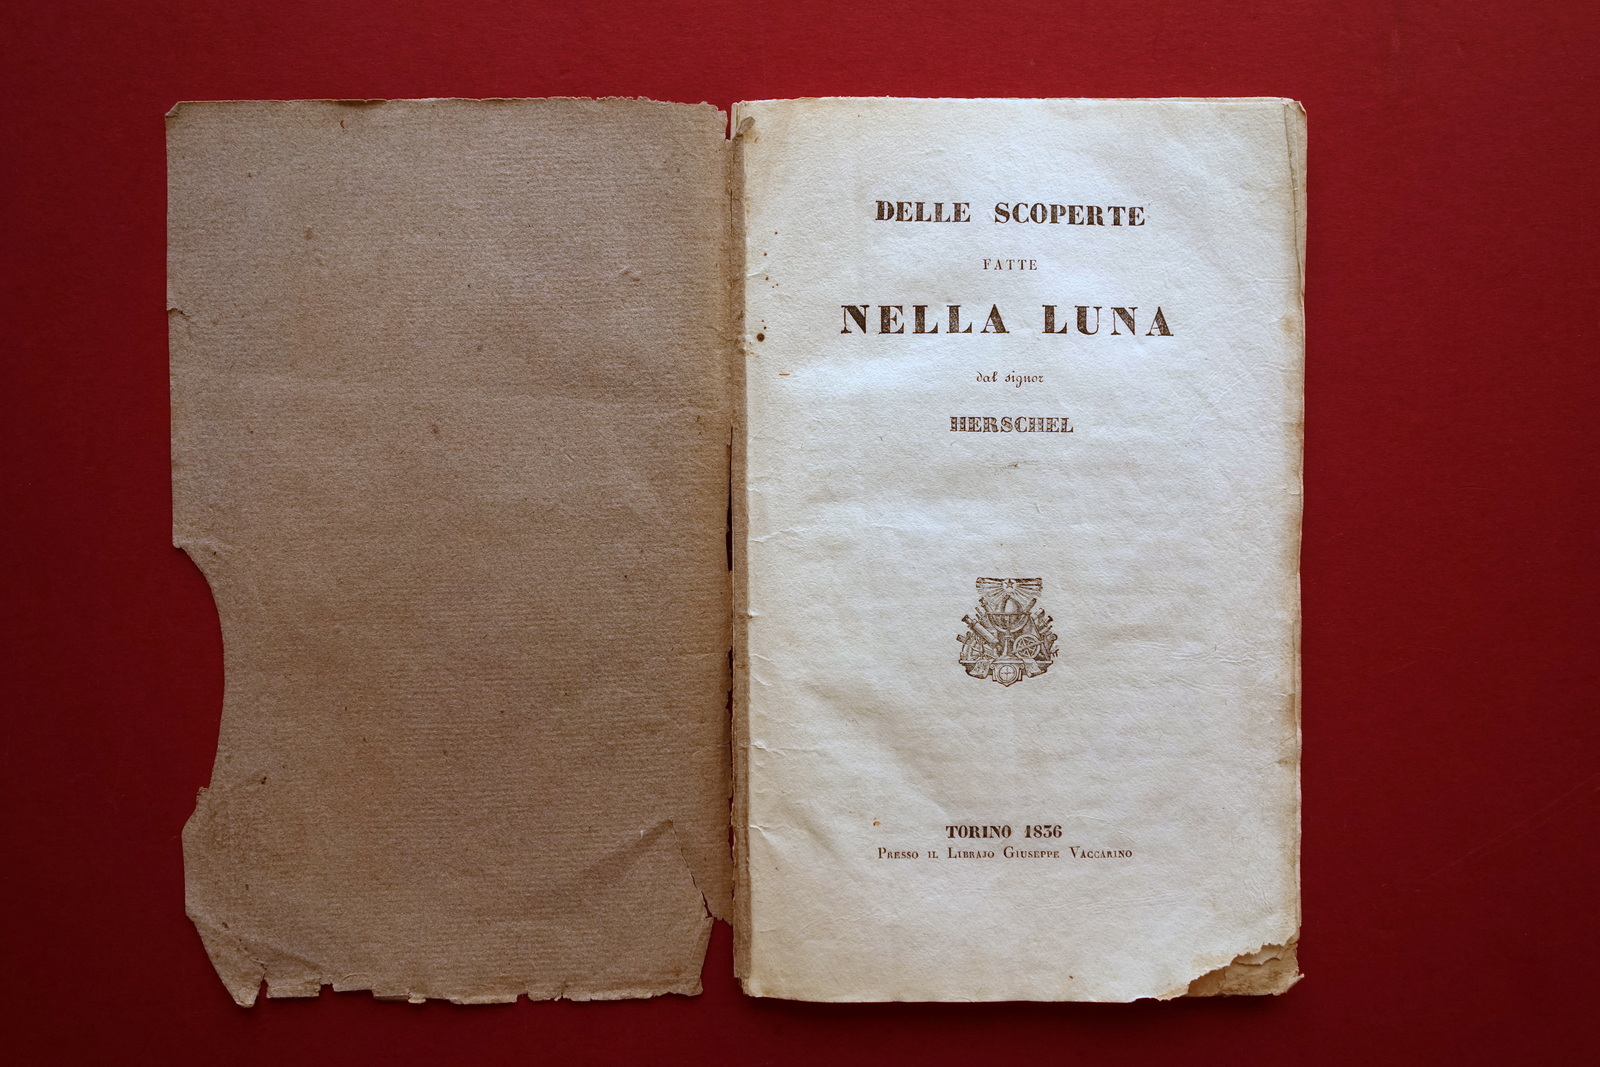 DELLE SCOPERTE
FATTE
NELLA LUNA
dal signor
HERSCHEL
TORINO 1836
PRESSO IL LIBRAJO GIUSEPPE VACCARINO